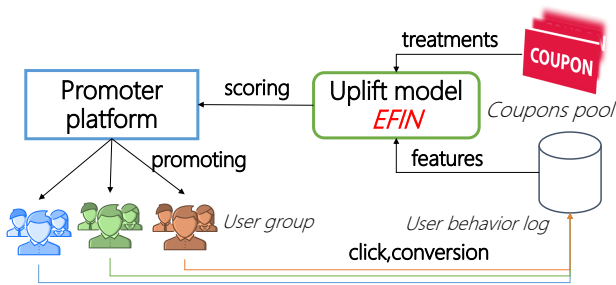 treatments
COUPON
Promoter
platform
scoring
Uplift model
EFIN
Coupons pool
promoting
features
User group
User behavior log
click,conversion